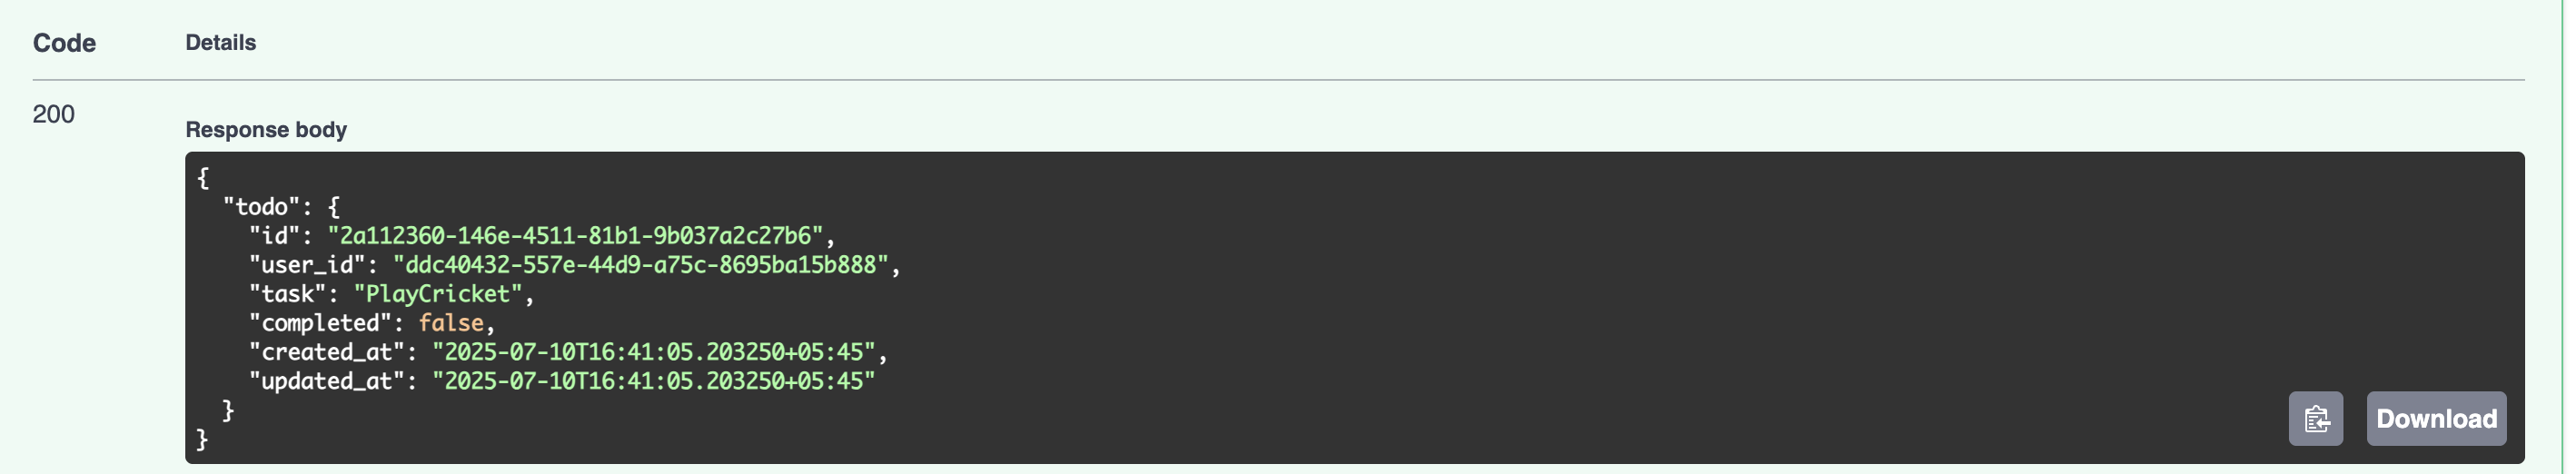 Code Details
200
Response body
{
  "todo": {
    "id": "2a112360-146e-4511-81b1-9b037a2c27b6",
    "user_id": "ddc40432-557e-44d9-a75c-8695ba15b888",
    "task": "PlayCricket",
    "completed": false,
    "created_at": "2025-07-10T16:41:05.203250+05:45",
    "updated_at": "2025-07-10T16:41:05.203250+05:45"
  }
}
Download